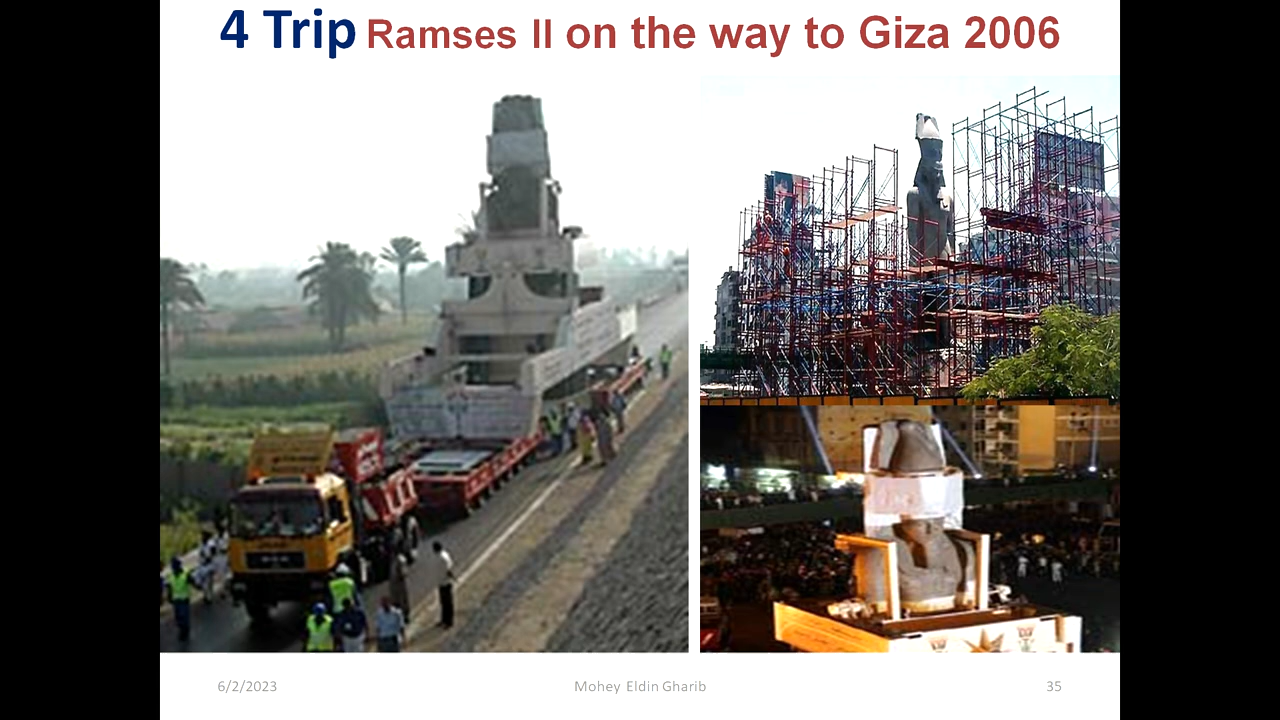 4 Trip Ramses II on the way to Giza 2006
6/2/2023
Mohey Eldin Gharib
35